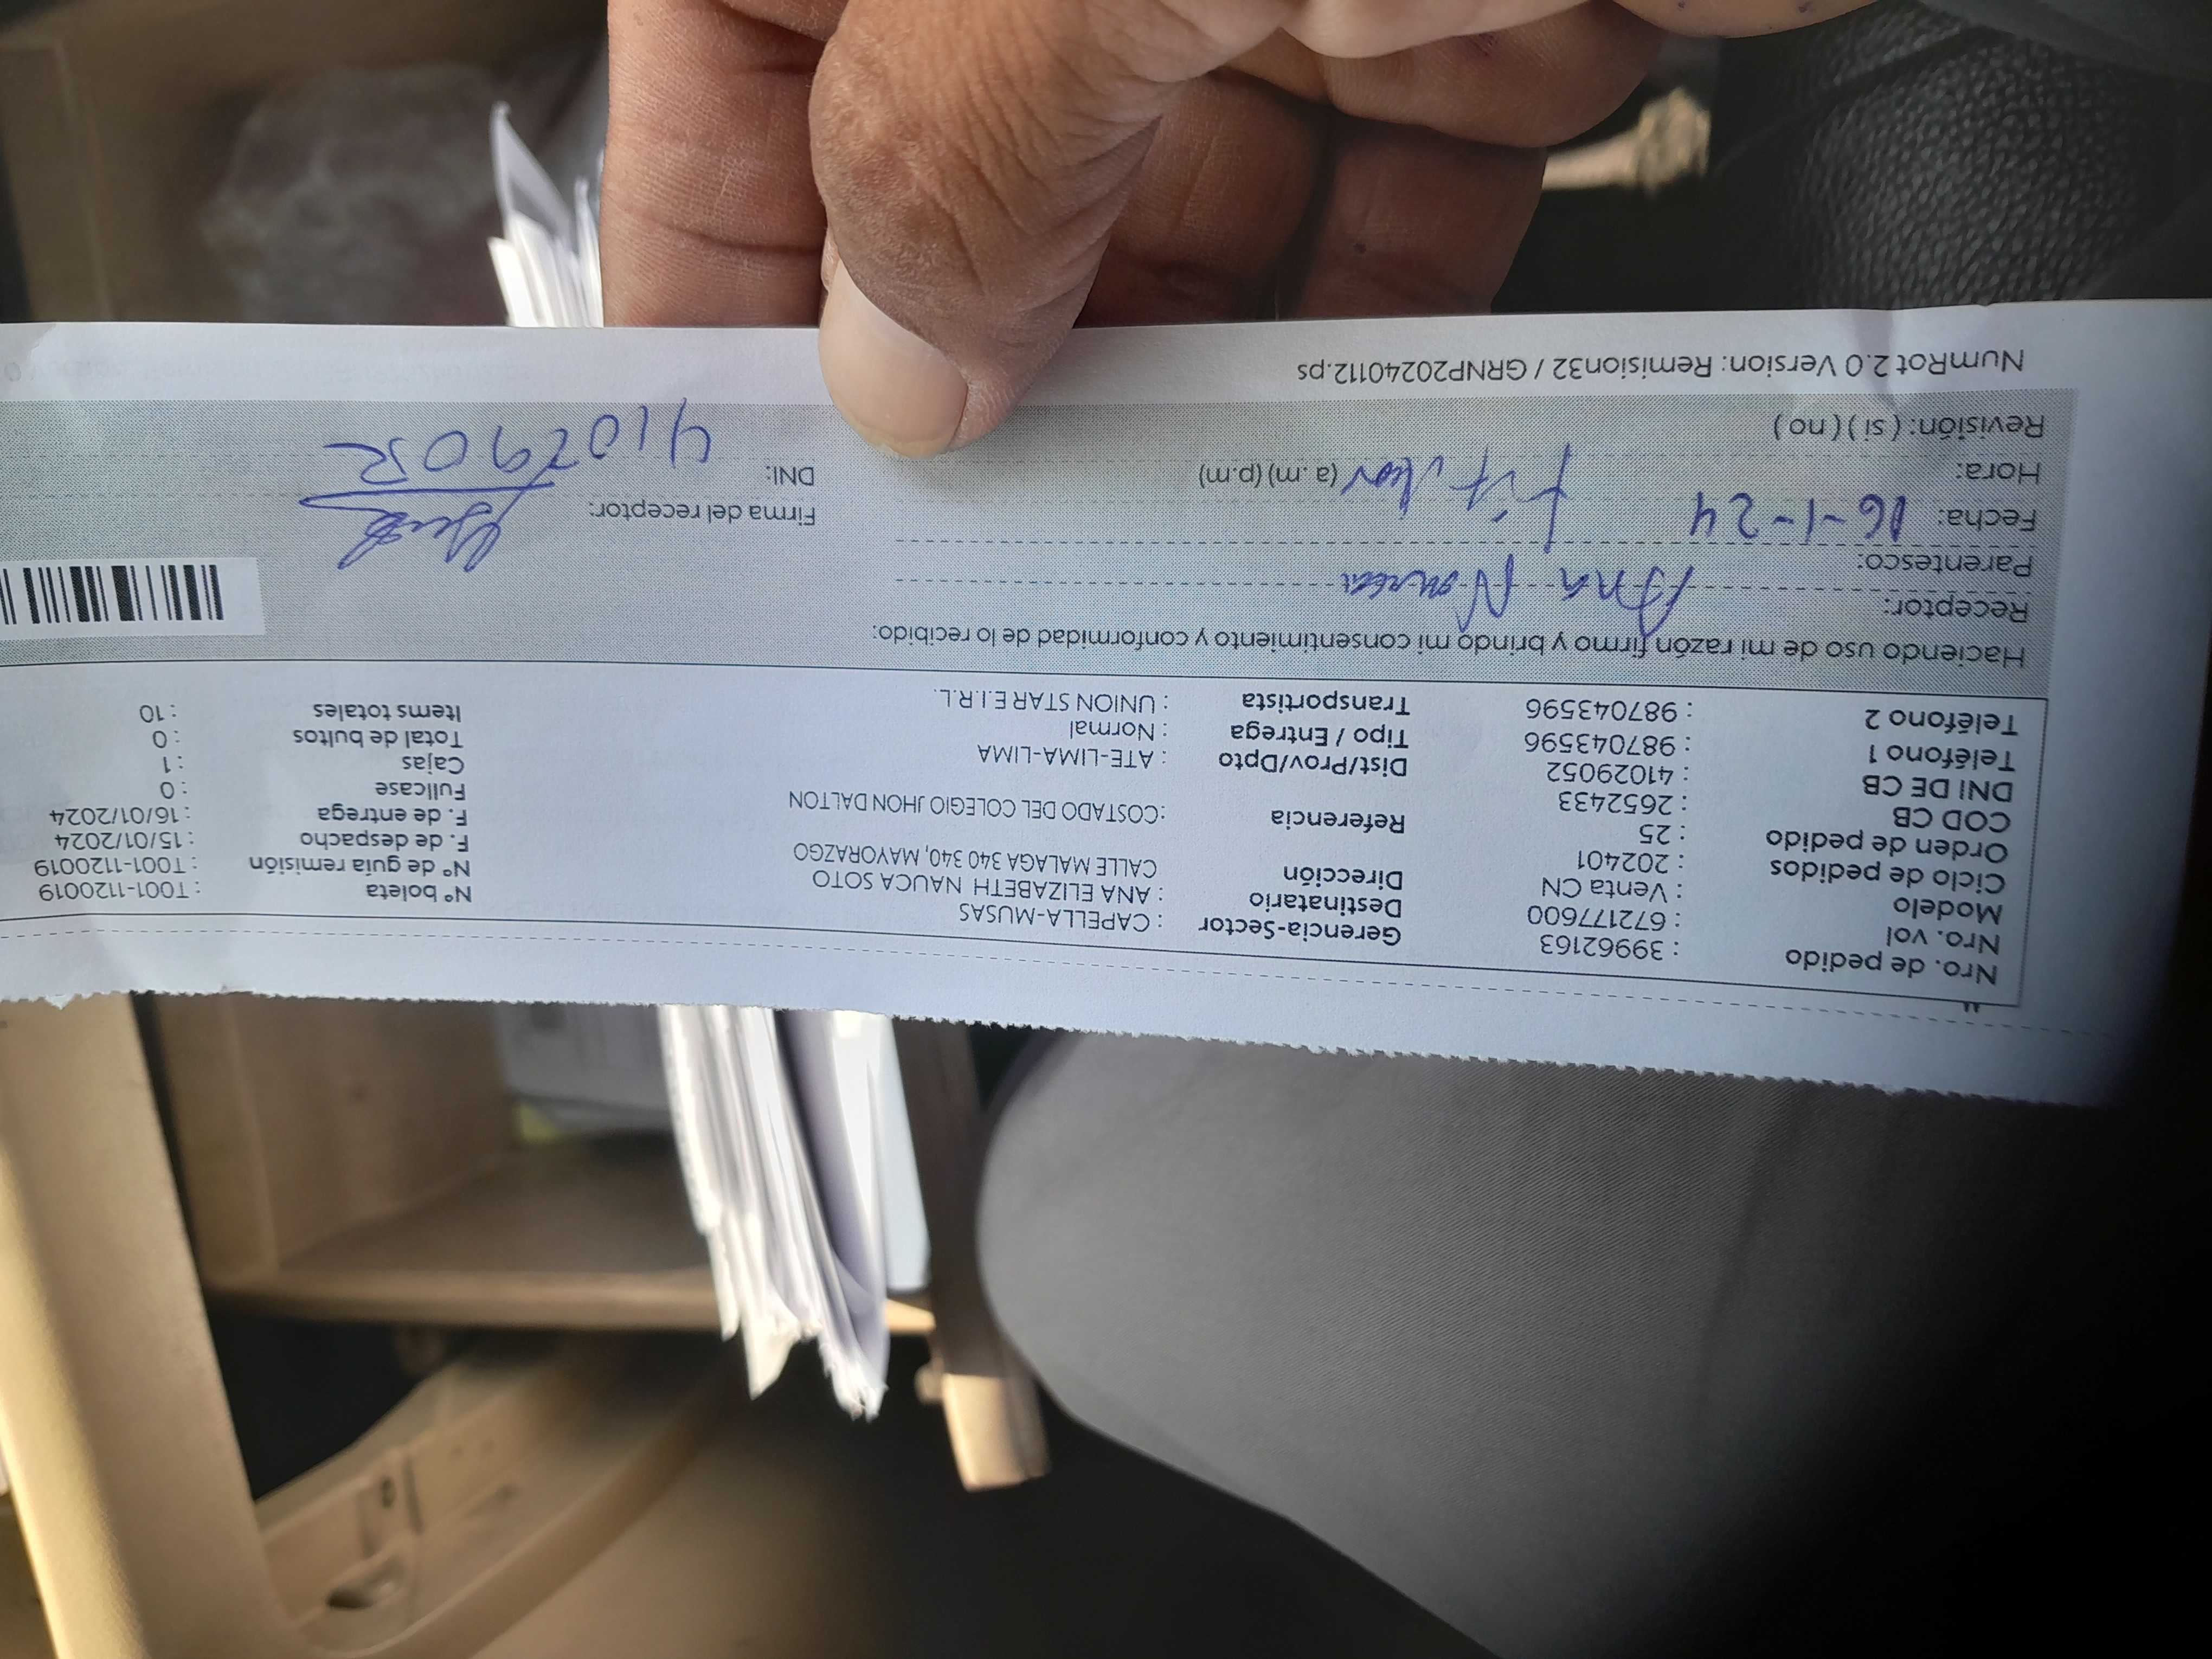 Nro. de pedido : 39962163 Gerencia-Sector : CAPELLA-MUSAS Nº boleta : T001-1120019
Nro. vol : 672177600 Destinatario : ANA ELIZABETH NAUCA SOTO Nº de guía remisión : T001-1120019
Modelo : Venta CN Dirección CALLE MALAGA 340 340, MAYORAZGO F. de despacho : 15/01/2024
Ciclo de pedidos : 202401 F. de entrega : 16/01/2024
Orden de pedido : 25 Referencia :COSTADO DEL COLEGIO JHON DALTON Fullcase : 0
COD CB : 2652433 Cajas : 1
DNI DE CB : 41029052 Dist/Prov/Dpto : ATE-LIMA-LIMA Total de bultos : 0
Teléfono 1 : 987043596 Tipo / Entrega : Normal Items totales : 10
Teléfono 2 : 987043596 Transportista : UNION STAR E.I.R.L.
Haciendo uso de mi razón firmo y brindo mi consentimiento y conformidad de lo recibido:
Receptor: Ana
Parentesco:
Fecha: 16-1-24 Firma del receptor:
Hora: (a.m) (p.m) DNI: 41029052
Revisión: ( si ) ( no )
NumRot 2.0 Version: Remision32 / GRNP20240112.ps